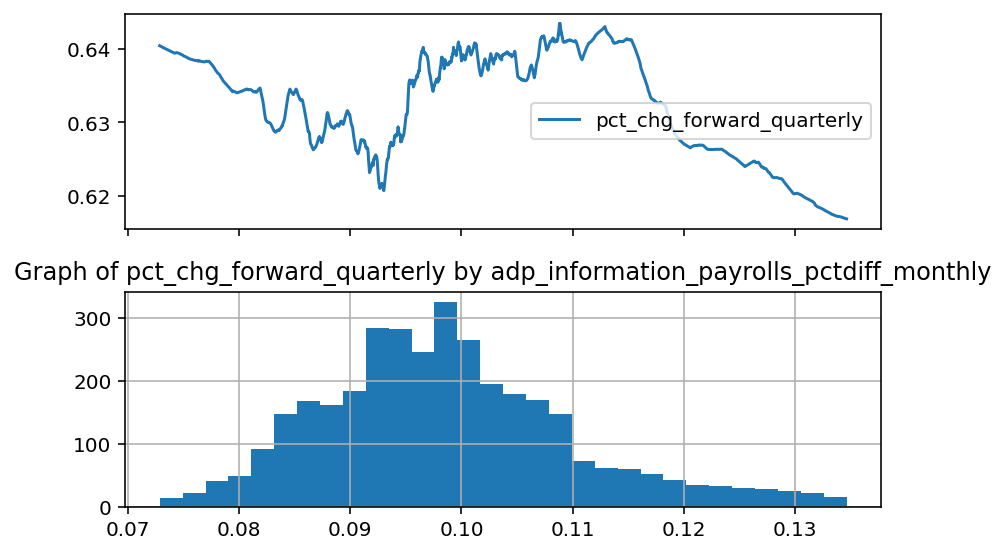 0.64
0.63
0.62
pct_chg_forward_quarterly
Graph of pct_chg_forward_quarterly by adp_information_payrolls_pctdiff_monthly
300
200
100
0
0.07 0.08 0.09 0.10 0.11 0.12 0.13